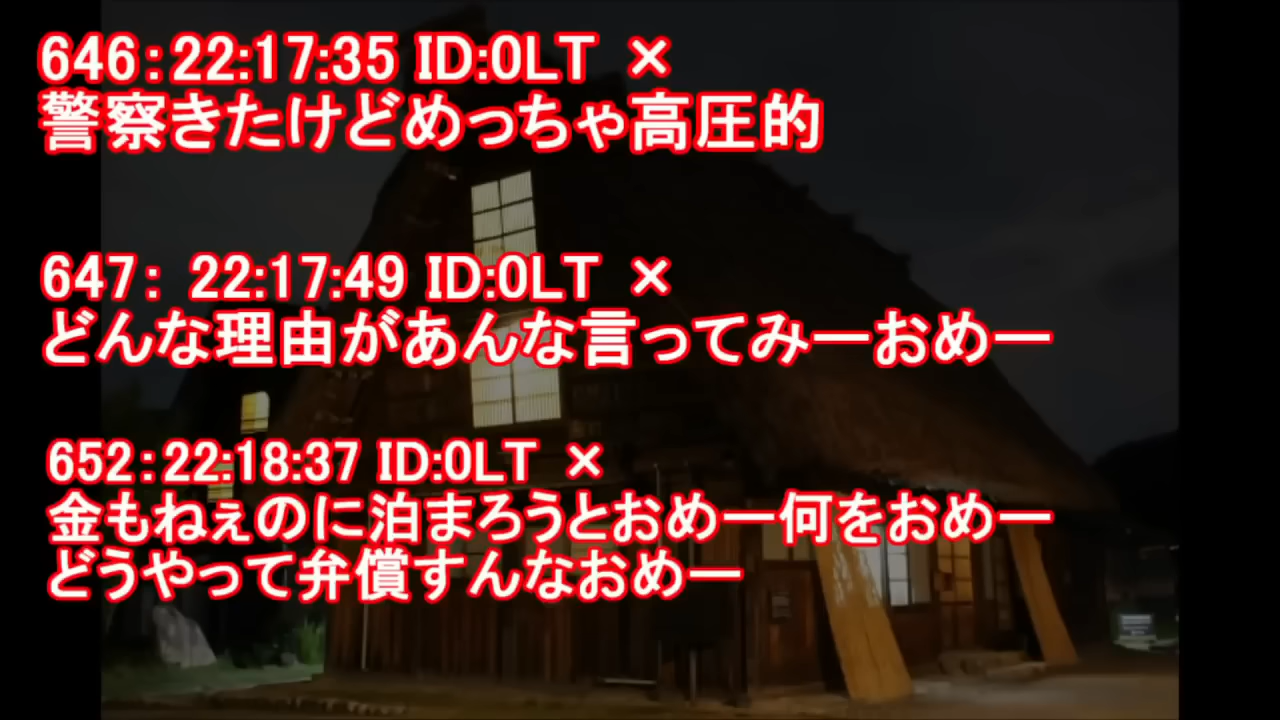 646：22:17:35 ID:0LT ×
警察きたけどめっちゃ高圧的
647： 22:17:49 ID:0LT ×
どんな理由があんな言ってみーおめー
652：22:18:37 ID:0LT ×
金もねぇのに泊まろうとおめー何をおめー
どうやって弁償すんなおめー